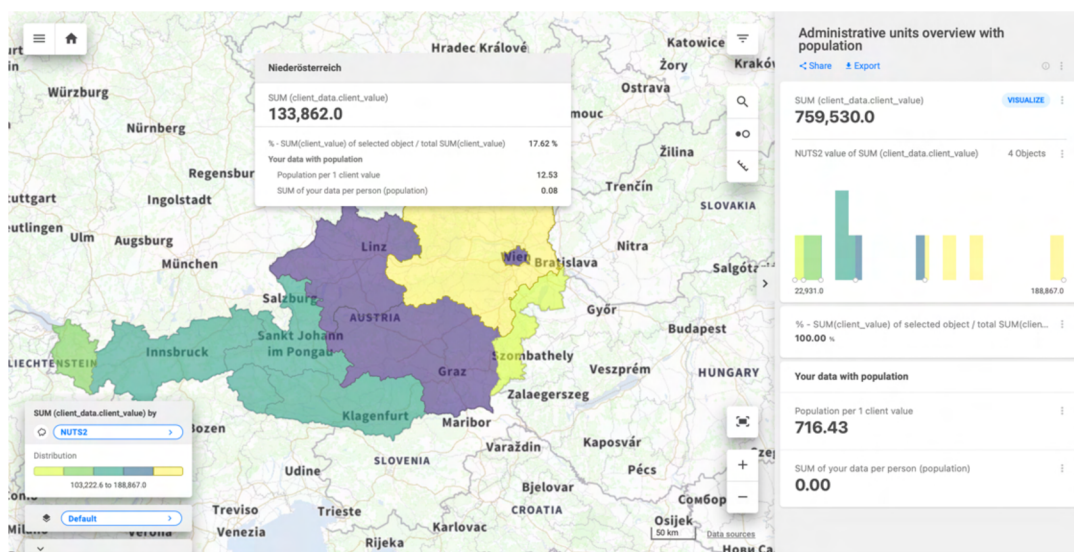 Hradec Králové
Katowice
Żory
Kraków
Ostrava
Würzburg
Nürnberg
Regensbur
Ingolstadt
Ulm
Augsburg
München
Žilina
Trenčín
SLOVAKIA
Nitra
Linz
Wien
Bratislava
Salzburg
AUSTRIA
Győr
Budapest
Sankt Johann
im Pongau
Innsbruck
LIECHTENSTEIN
Szombathely
Veszprém
HUNGARY
Graz
Zalaegerszeg
Klagenfurt
Maribor
Varaždin
Kaposvár
SLOVENIA
Pécs
Udine
Bjelovar
Treviso
Trieste
CROATIA
Venezia
Karlovac
Osijek
Rijeka
Verona
50 km
Data sources
Niederösterreich
SUM (client_data.client_value)
133,862.0
% - SUM(client_value) of selected object / total SUM(client_value) 17.62 %
Your data with population
Population per 1 client value 12.53
SUM of your data per person (population) 0.08
SUM (client_data.client_value) by
NUTS2
Distribution
103,222.6 to 188,867.0
Default
Administrative units overview with
population
Share Export
SUM (client_data.client_value) VISUALIZE
759,530.0
NUTS2 value of SUM (client_data.client_value) 4 Objects
22,931.0 188,867.0
% - SUM(client_value) of selected object / total SUM(clien...
100.00 %
Your data with population
Population per 1 client value
716.43
SUM of your data per person (population)
0.00